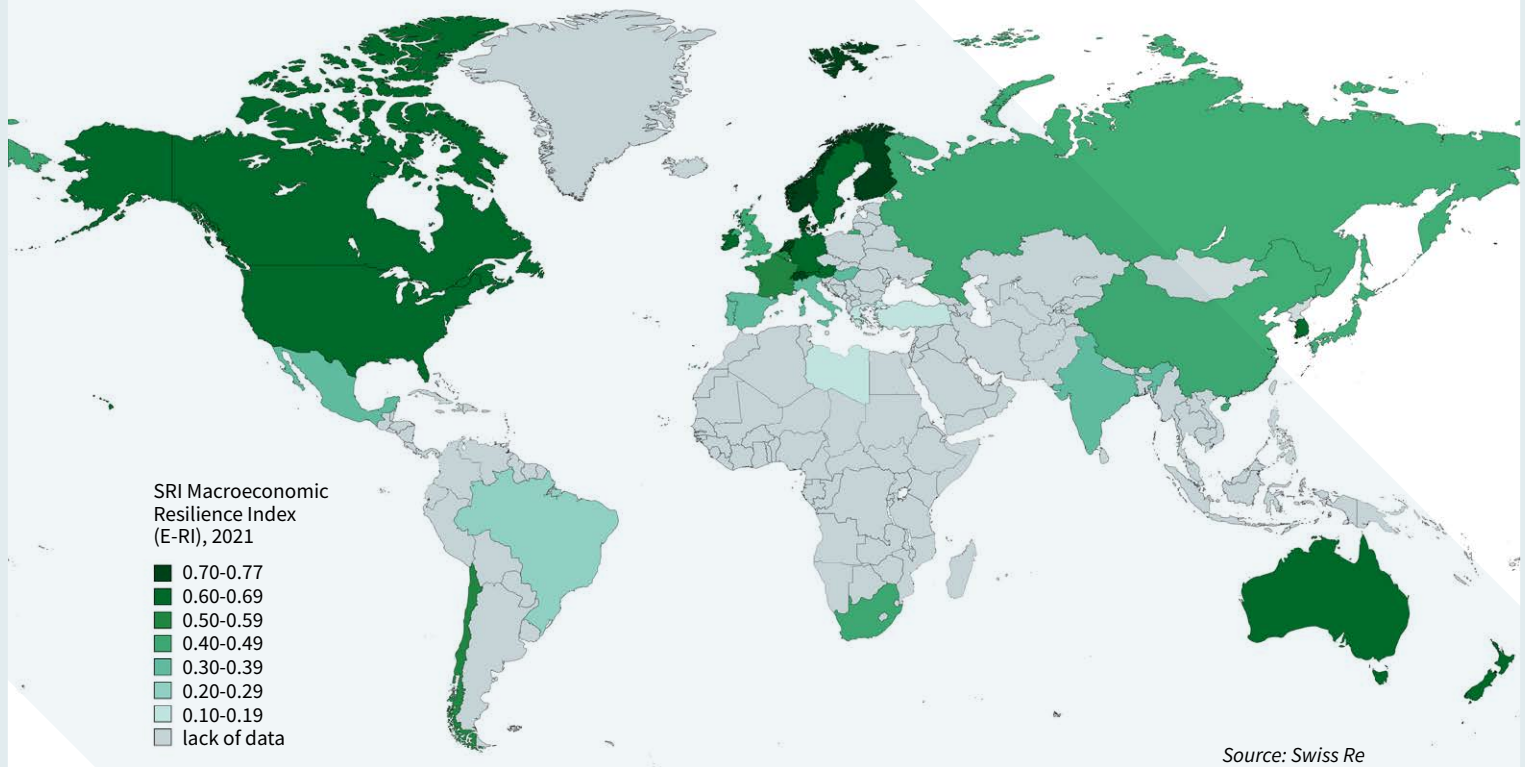 SRI Macroeconomic
Resilience Index
(E-RI), 2021
0.70-0.77
0.60-0.69
0.50-0.59
0.40-0.49
0.30-0.39
0.20-0.29
0.10-0.19
lack of data
Source: Swiss Re